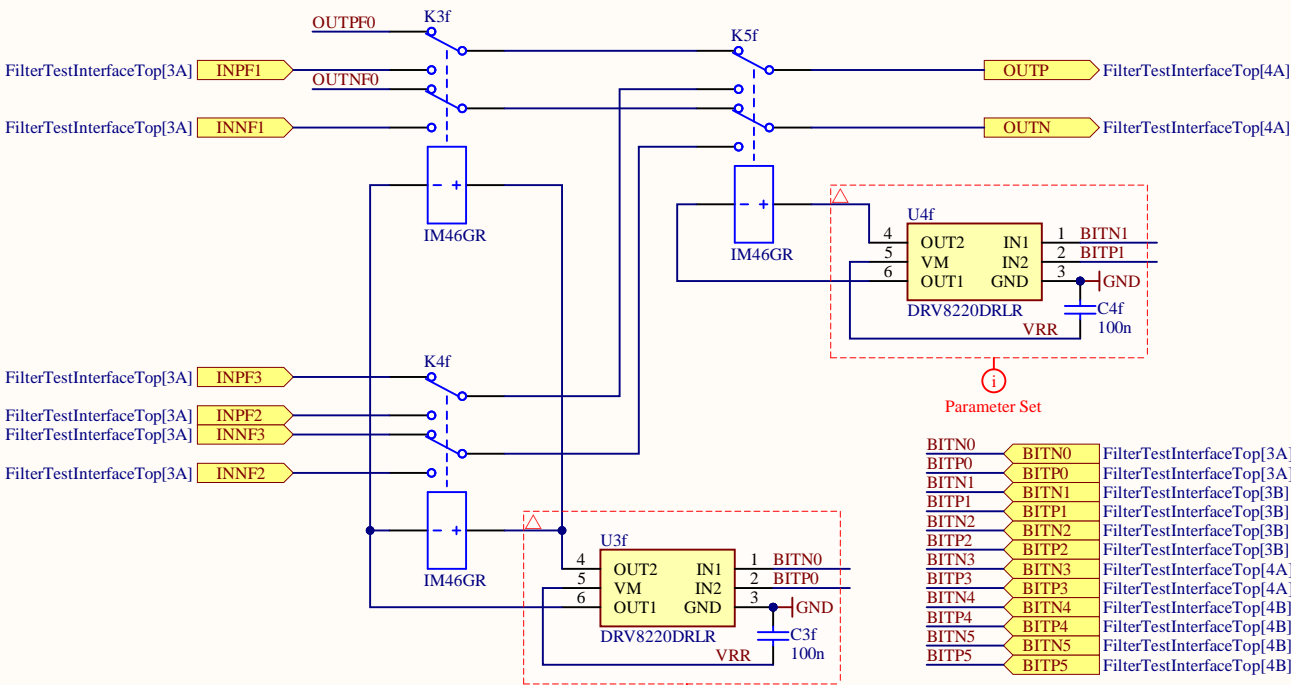 K3f
OUTPF0
FilterTestInterfaceTop[3A] INPF1
OUTNF0
FilterTestInterfaceTop[3A] INNF1
- +
IM46GR
K5f
OUTP FilterTestInterfaceTop[4A]
OUTN FilterTestInterfaceTop[4A]
- +
IM46GR
U4f
4 OUT2 IN1 1 BITN1
5 VM IN2 2 BITP1
6 OUT1 GND 3 GND
DRV8220DRLR
C4f
100n
VRR
i
Parameter Set
K4f
FilterTestInterfaceTop[3A] INPF3
FilterTestInterfaceTop[3A] INPF2
FilterTestInterfaceTop[3A] INNF3
FilterTestInterfaceTop[3A] INNF2
- +
IM46GR
U3f
4 OUT2 IN1 1 BITN0
5 VM IN2 2 BITP0
6 OUT1 GND 3 GND
DRV8220DRLR
C3f
100n
VRR
BITN0 BITN0 FilterTestInterfaceTop[3A]
BITP0 BITP0 FilterTestInterfaceTop[3A]
BITN1 BITN1 FilterTestInterfaceTop[3B]
BITP1 BITP1 FilterTestInterfaceTop[3B]
BITN2 BITN2 FilterTestInterfaceTop[3B]
BITP2 BITP2 FilterTestInterfaceTop[3B]
BITN3 BITN3 FilterTestInterfaceTop[4A]
BITP3 BITP3 FilterTestInterfaceTop[4A]
BITN4 BITN4 FilterTestInterfaceTop[4B]
BITP4 BITP4 FilterTestInterfaceTop[4B]
BITN5 BITN5 FilterTestInterfaceTop[4B]
BITP5 BITP5 FilterTestInterfaceTop[4B]